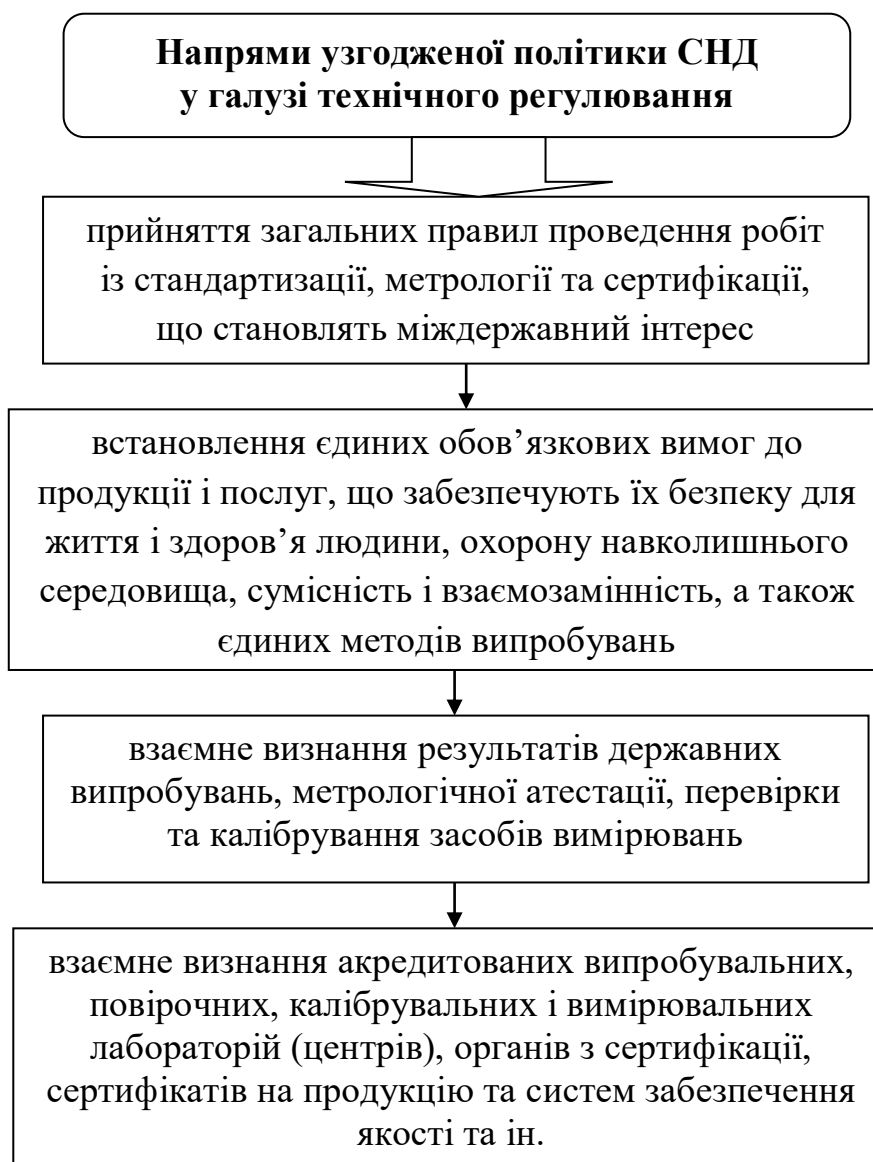 Напрями узгодженої політики СНД
у галузі технічного регулювання
прийняття загальних правил проведення робіт
із стандартизації, метрології та сертифікації,
що становлять міждержавний інтерес
встановлення єдиних обов’язкових вимог до
продукції і послуг, що забезпечують їх безпеку для
життя і здоров’я людини, охорону навколишнього
середовища, сумісність і взаємозамінність, а також
єдиних методів випробувань
взаємне визнання результатів державних
випробувань, метрологічної атестації, перевірки
та калібрування засобів вимірювань
взаємне визнання акредитованих випробувальних,
повірочних, калібрувальних і вимірювальних
лабораторій (центрів), органів з сертифікації,
сертифікатів на продукцію та систем забезпечення
якості та ін.